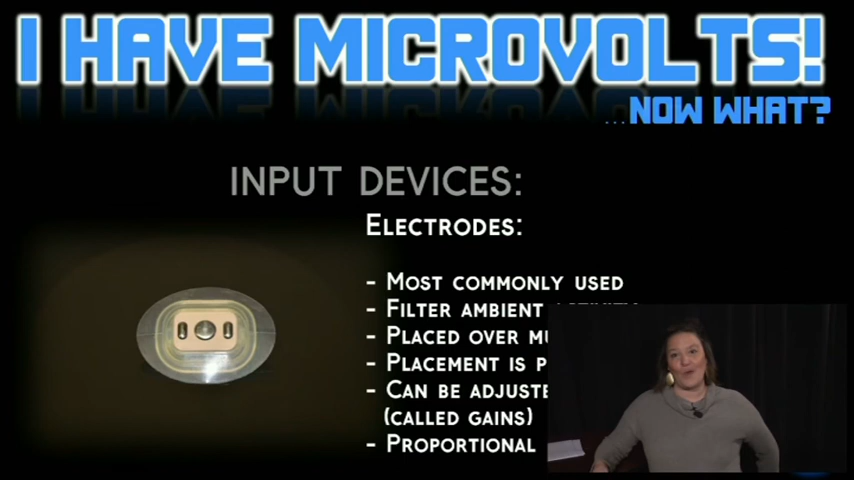 I HAVE MICROVOLTS!
...NOW WHAT?
INPUT DEVICES:
ELECTRODES:
- MOST COMMONLY USED
- FILTER AMBIENT
- PLACED OVER
- PLACEMENT IS
- CAN BE
(CALLED GAINS)
- PROPORTIONAL